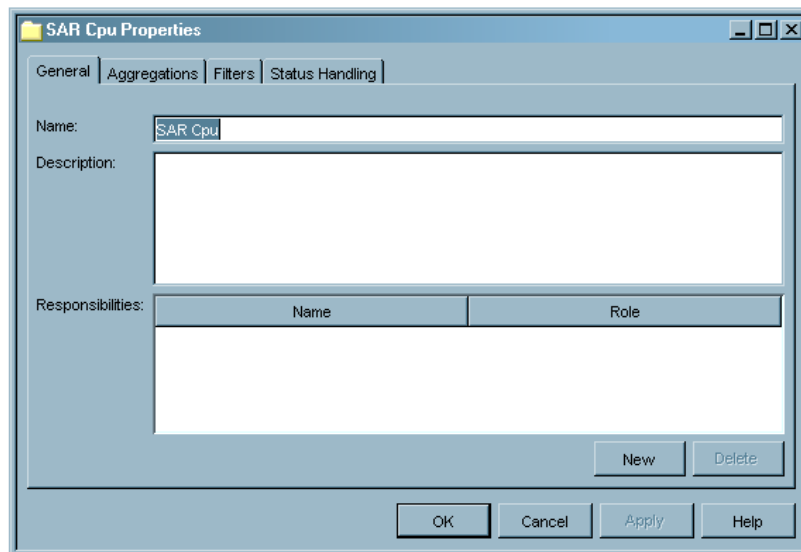 SAR Cpu Properties
General Aggregations Filters Status Handling
Name: SAR Cpu
Description:
Responsibilities: Name Role
New Delete
OK Cancel Apply Help